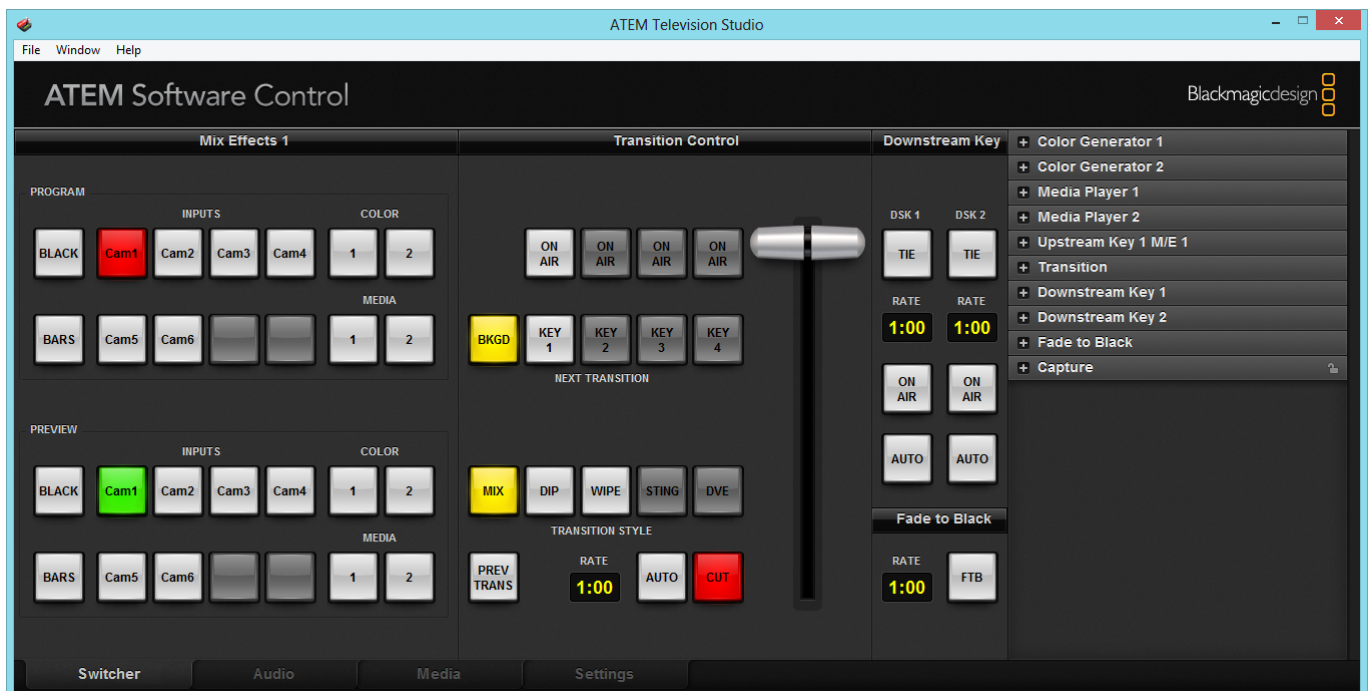 ATEM Television Studio
File Window Help
ATEM Software Control
Blackmagicdesign
Mix Effects 1
PROGRAM
INPUTS COLOR
BLACK Cam1 Cam2 Cam3 Cam4 1 2
MEDIA
BARS Cam5 Cam6 1 2
PREVIEW
INPUTS COLOR
BLACK Cam1 Cam2 Cam3 Cam4 1 2
MEDIA
BARS Cam5 Cam6 1 2
Transition Control
ON AIR ON AIR ON AIR ON AIR
BKGD KEY 1 KEY 2 KEY 3 KEY 4
NEXT TRANSITION
MIX DIP WIPE STING DVE
TRANSITION STYLE
RATE
PREV TRANS 1:00 AUTO CUT
Downstream Key
DSK 1 DSK 2
TIE TIE
RATE RATE
1:00 1:00
ON AIR ON AIR
AUTO AUTO
Fade to Black
RATE
1:00 FTB
Color Generator 1
Color Generator 2
Media Player 1
Media Player 2
Upstream Key 1 M/E 1
Transition
Downstream Key 1
Downstream Key 2
Fade to Black
Capture
Switcher Audio Media Settings